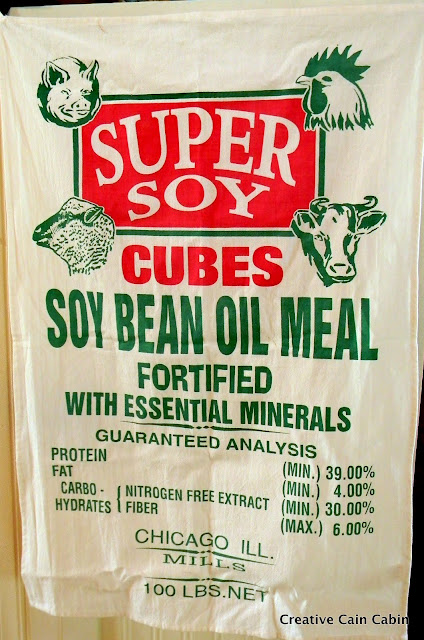 SUPER
SOY
CUBES
SOY BEAN OIL MEAL
FORTIFIED
WITH ESSENTIAL MINERALS
GUARANTEED ANALYSIS
PROTEIN (MIN.) 39.00%
FAT (MIN.) 4.00%
CARBO- { NITROGEN FREE EXTRACT (MIN.) 30.00%
HYDRATES { FIBER (MAX.) 6.00%
CHICAGO ILL.
MILLS
100 LBS.NET
Creative Cain Cabin